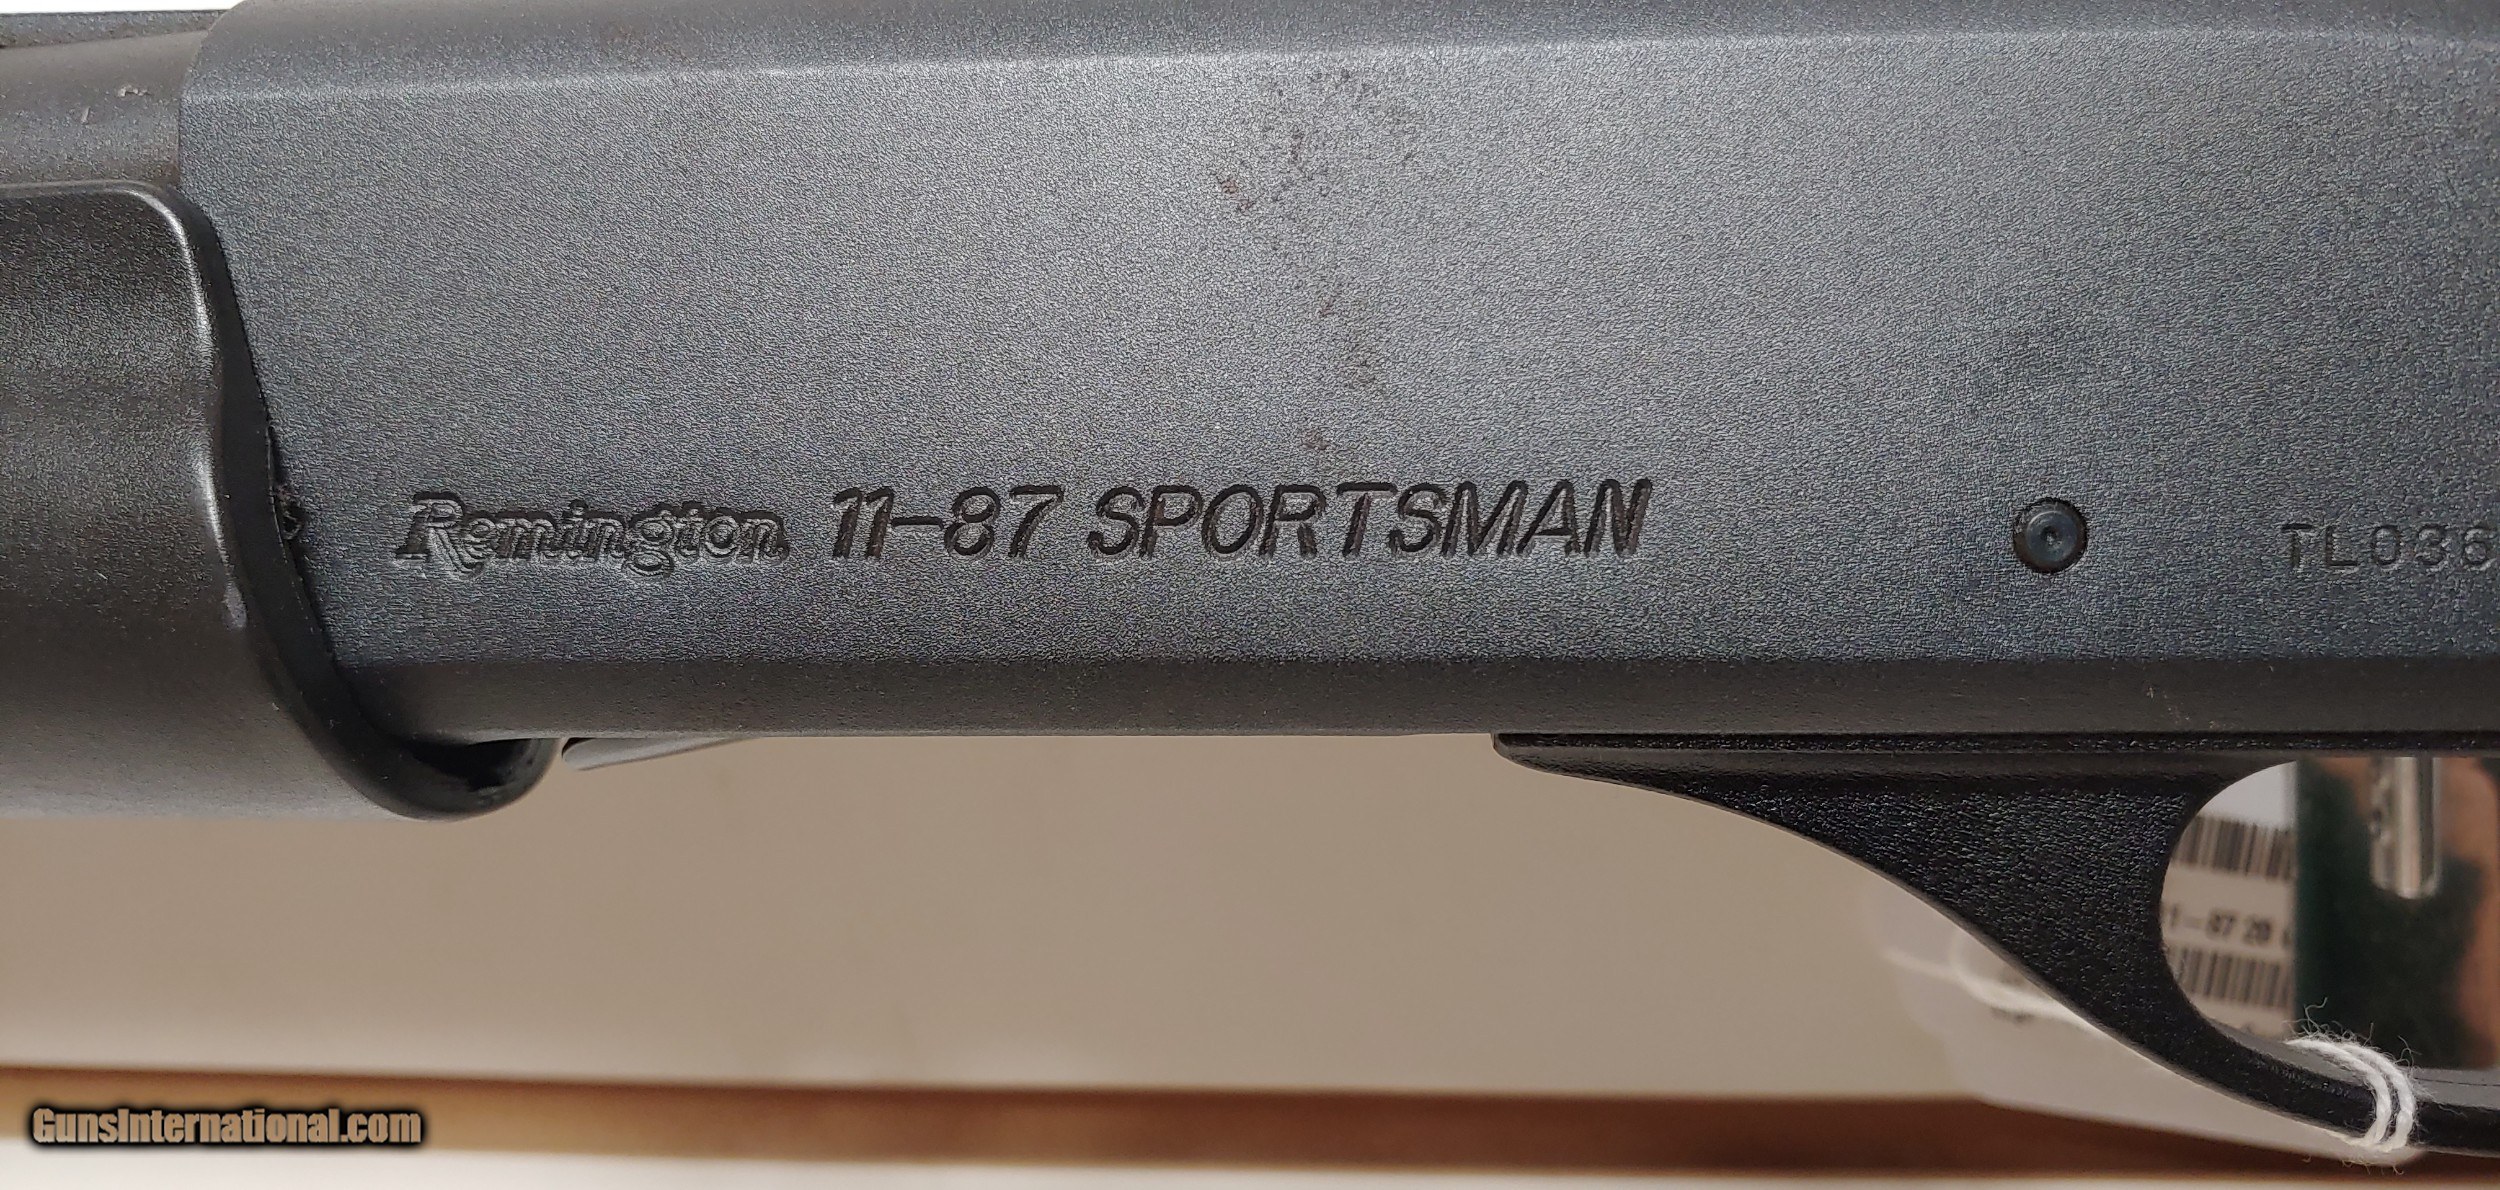 Remington 11-87 SPORTSMAN
TL036
GunsInternational.com